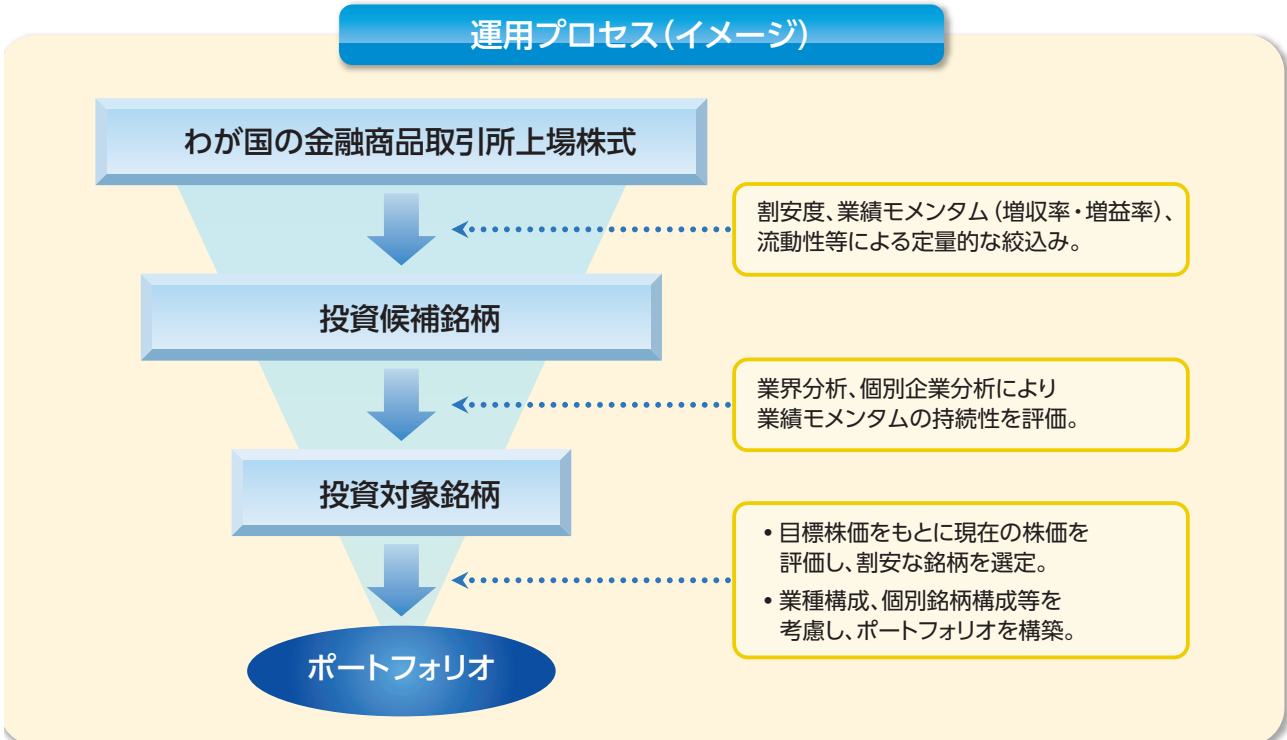 運用プロセス(イメージ)
わが国の金融商品取引所上場株式
割安度、業績モメンタム(増収率・増益率)、
流動性等による定量的な絞込み。
投資候補銘柄
業界分析、個別企業分析により
業績モメンタムの持続性を評価。
投資対象銘柄
• 目標株価をもとに現在の株価を
評価し、割安な銘柄を選定。
• 業種構成、個別銘柄構成等を
考慮し、ポートフォリオを構築。
ポートフォリオ